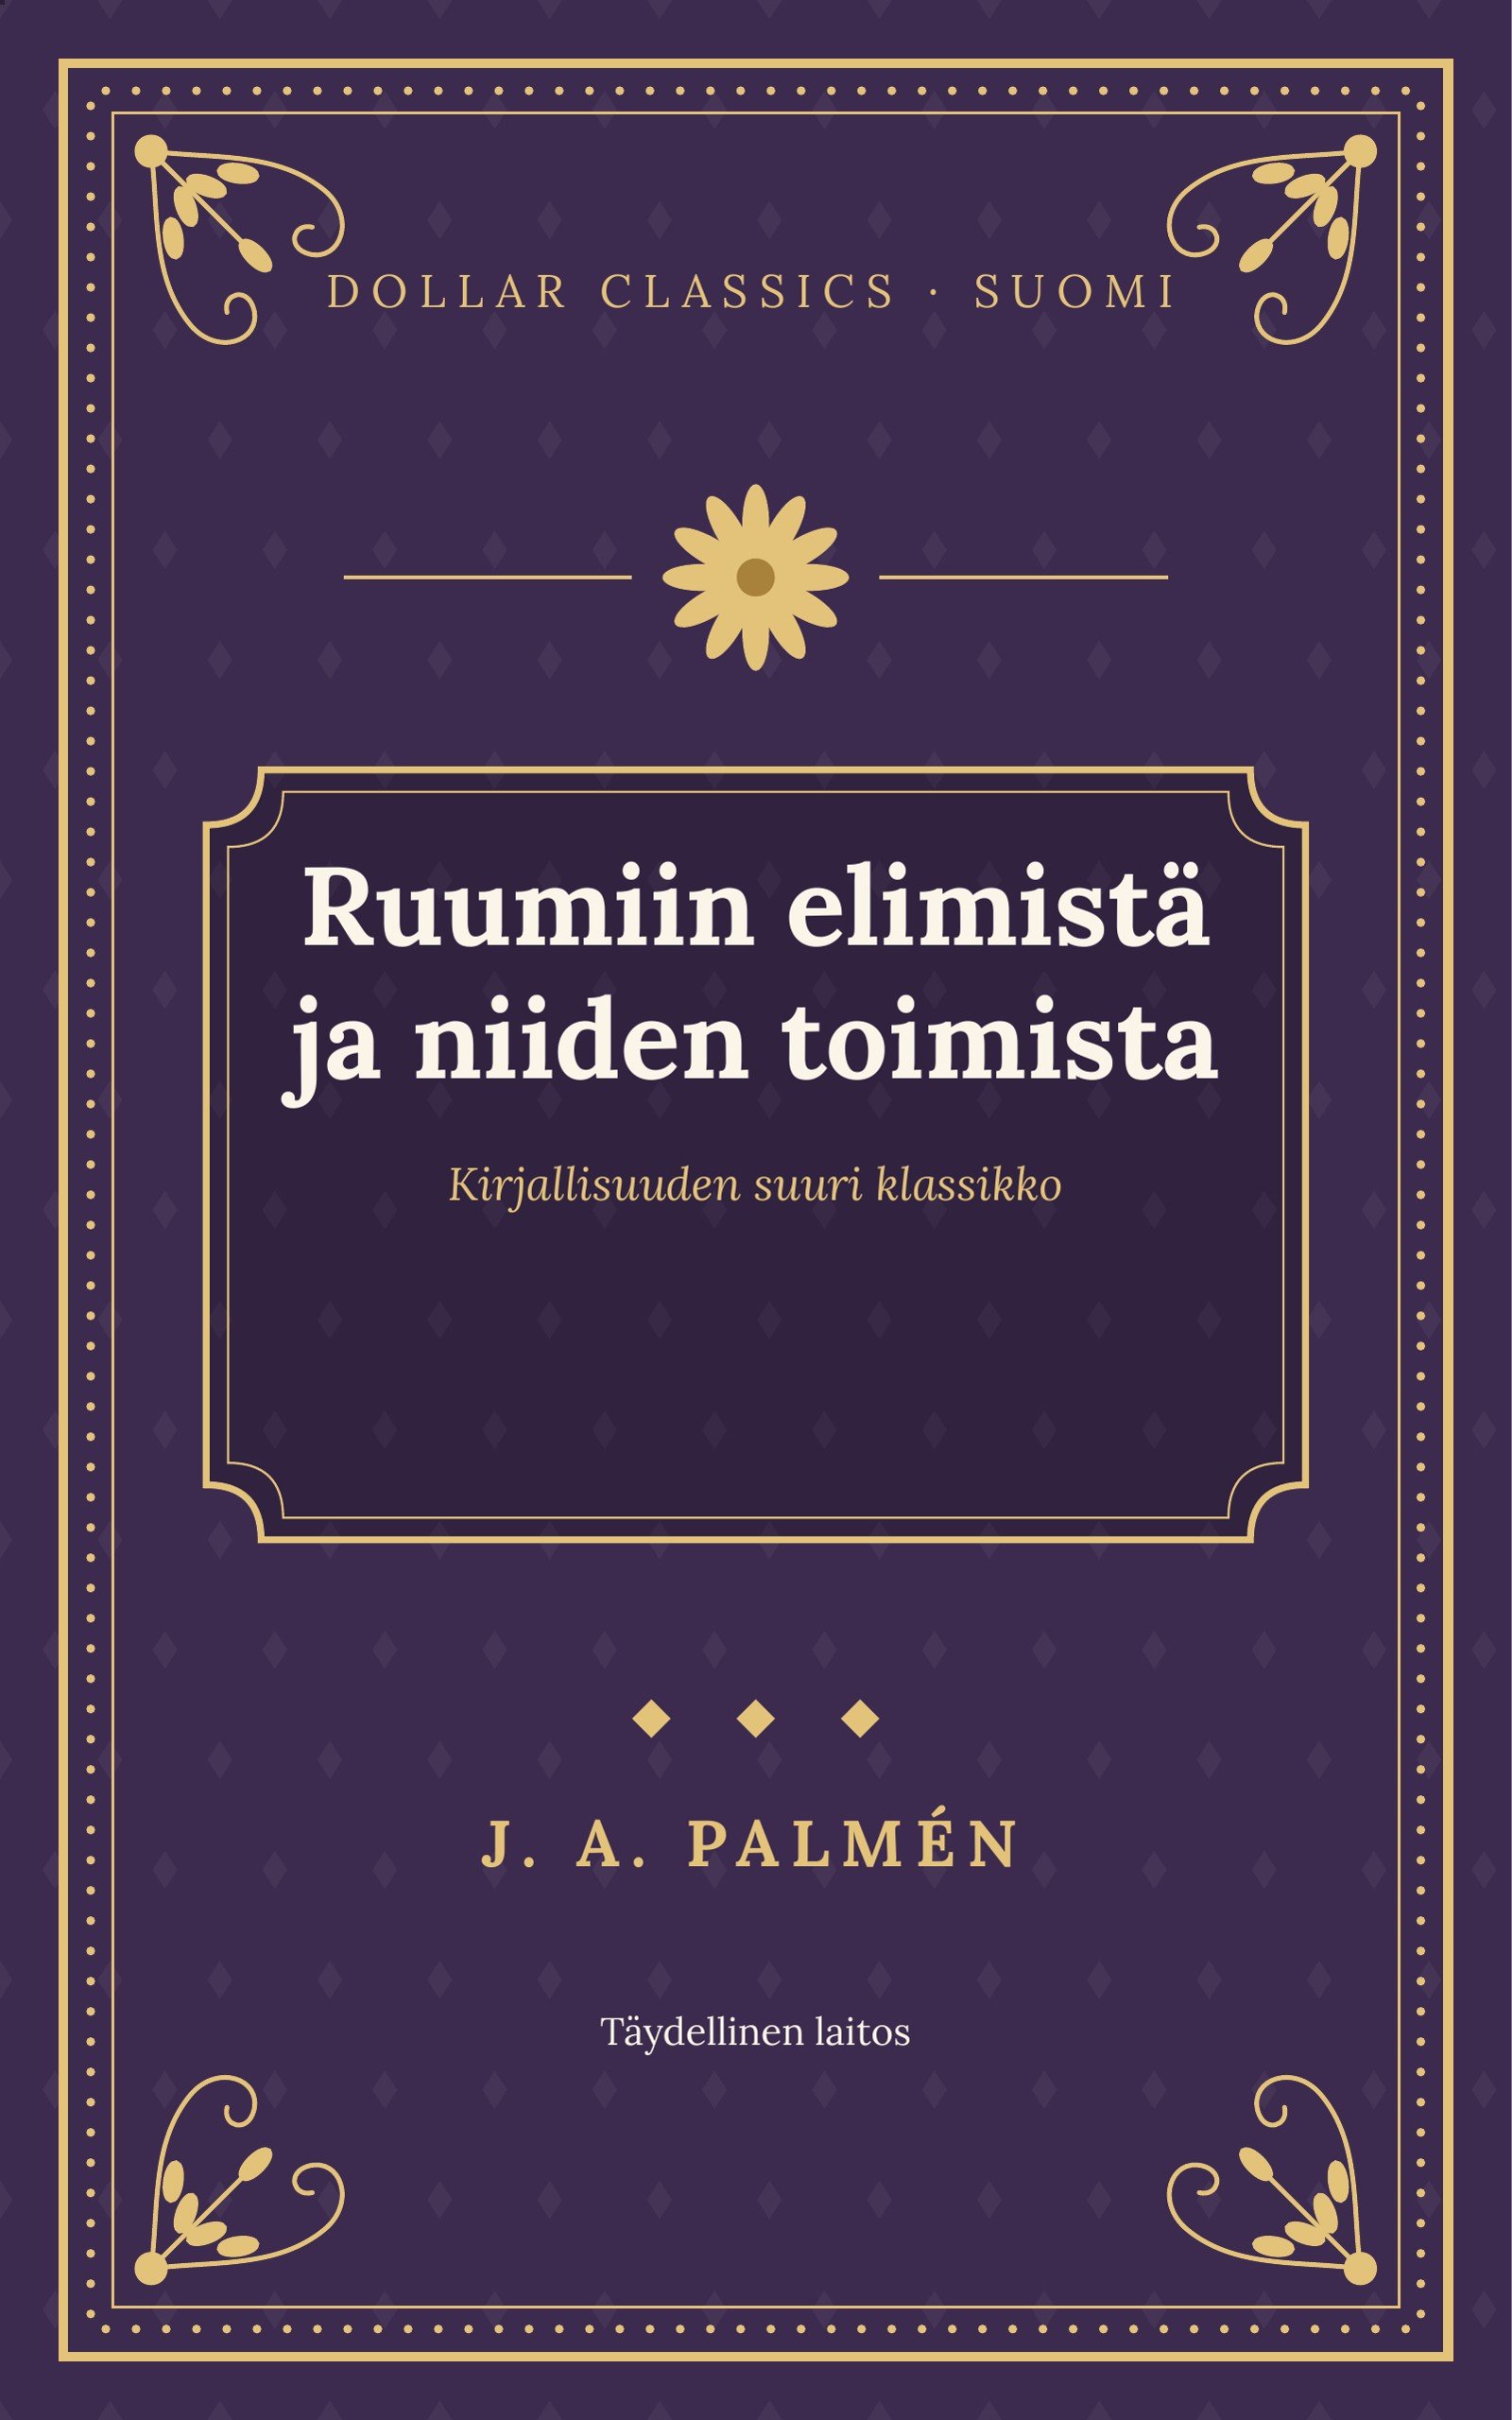 DOLLAR CLASSICS · SUOMI
Ruumiin elimistä
ja niiden toimista
Kirjallisuuden suuri klassikko
J. A. PALMÉN
Täydellinen laitos